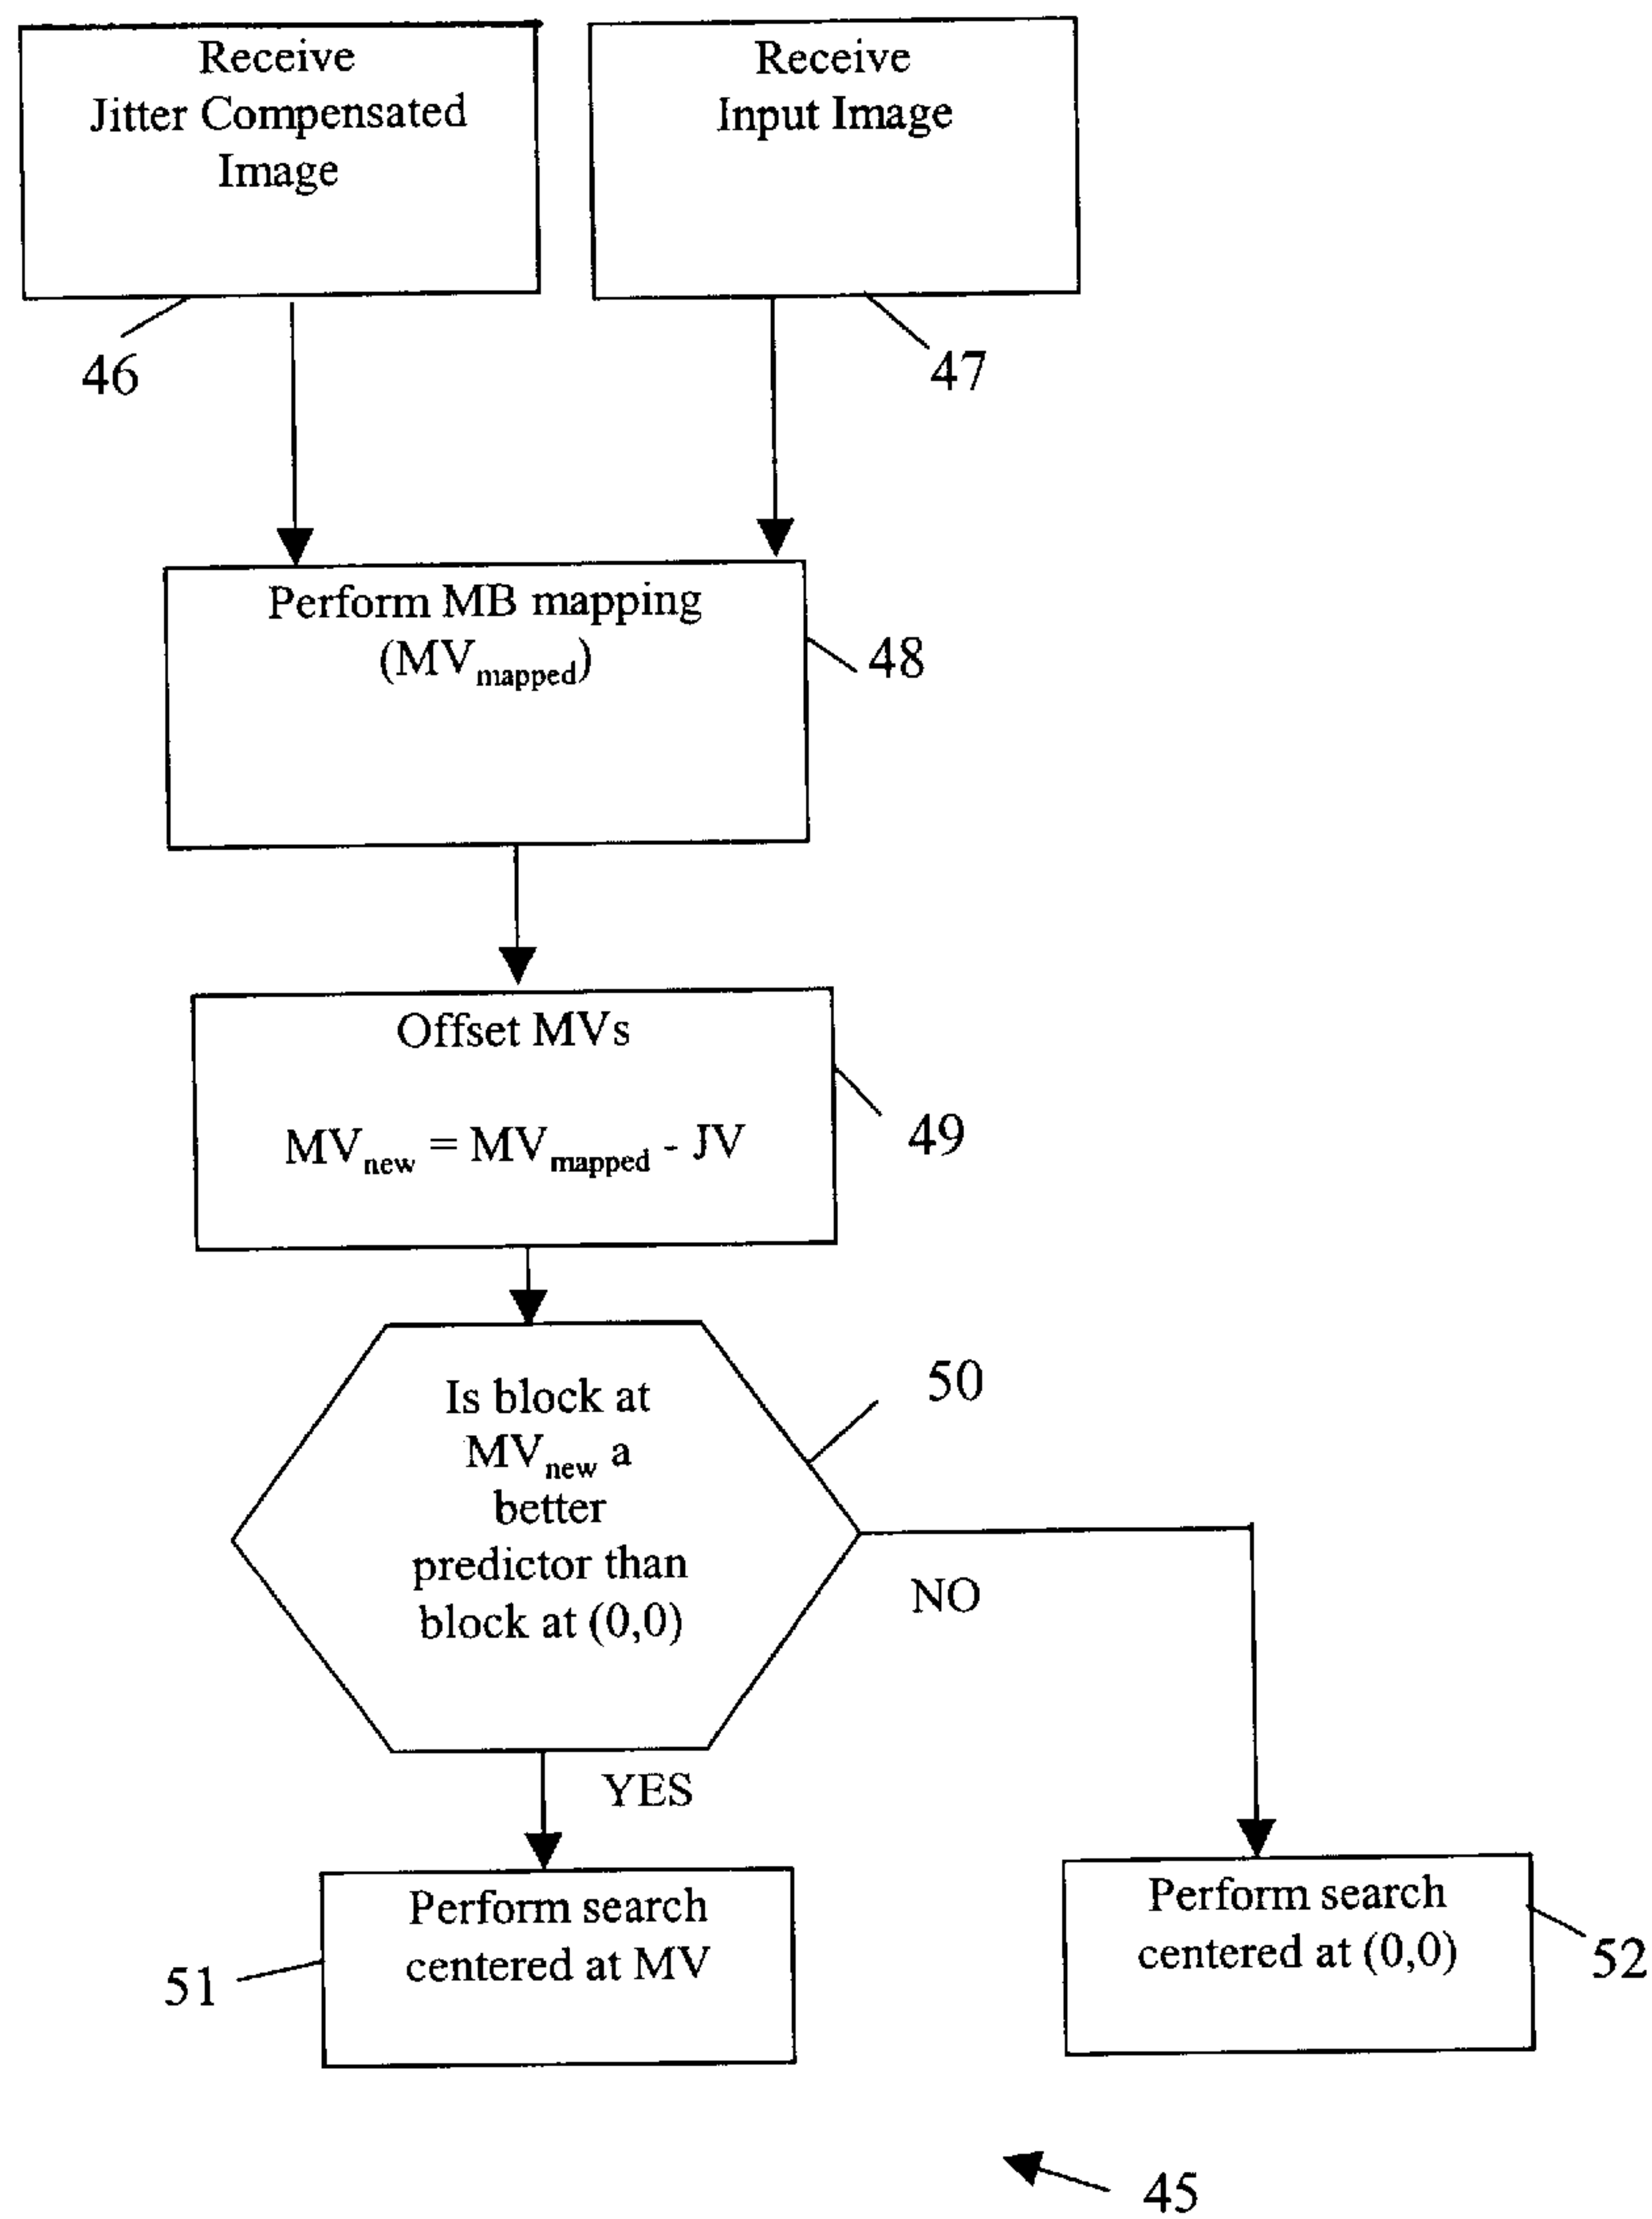 Receive
Jitter Compensated
Image
46
Receive
Input Image
47
Perform MB mapping
(MVmapped)
48
Offset MVs
MVnew = MVmapped - JV
49
Is block at
MVnew a
better
predictor than
block at (0,0)
50
NO
YES
Perform search
centered at MV
51
Perform search
centered at (0,0)
52
45